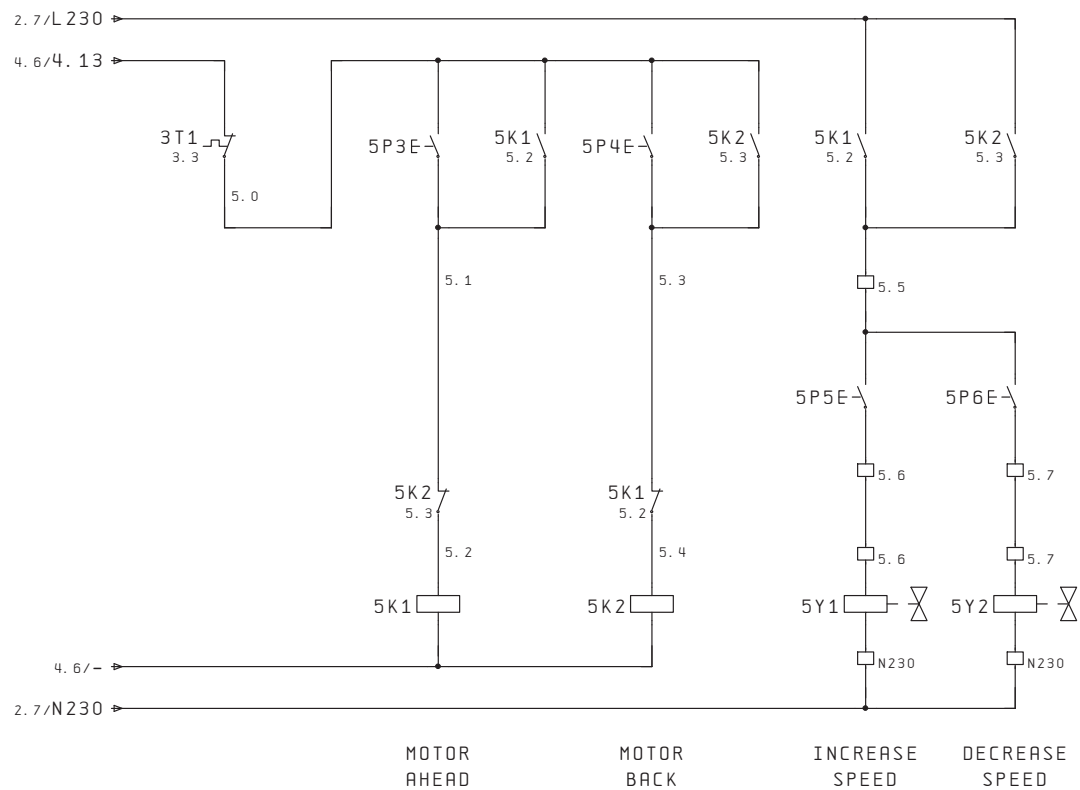 2.7/L230
4.6/4.13
3T1
3.3
5.0
5P3E
5K1
5.2
5P4E
5K2
5.3
5K1
5.2
5K2
5.3
5.1
5.3
5.5
5P5E
5P6E
5.6
5.7
5K2
5.3
5K1
5.2
5.2
5.4
5.6
5.7
5K1
5K2
5Y1
5Y2
4.6/-
N230
N230
2.7/N230
MOTOR AHEAD
MOTOR BACK
INCREASE SPEED
DECREASE SPEED